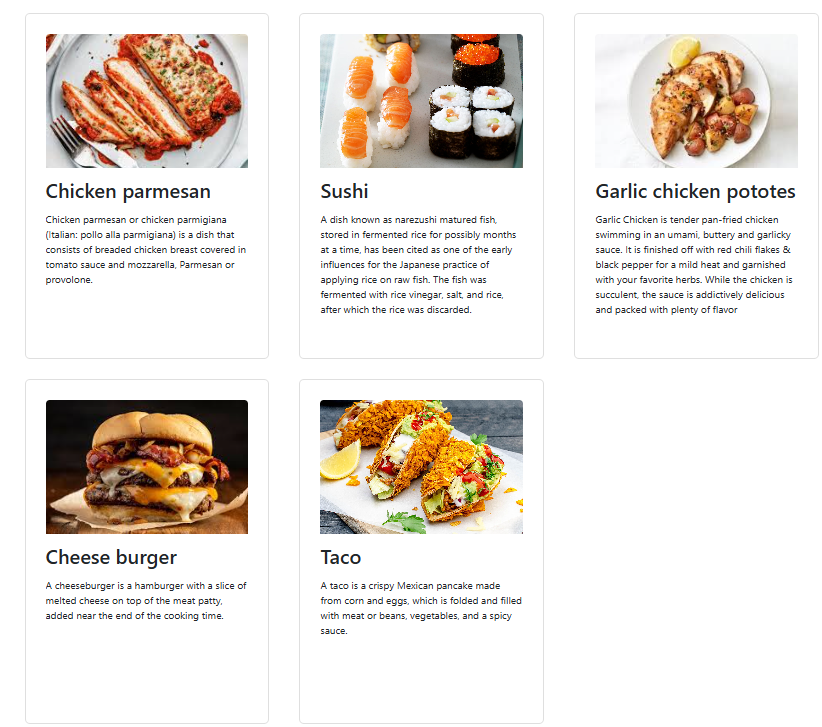 Chicken parmesan
Chicken parmesan or chicken parmigiana
(Italian: pollo alla parmigiana) is a dish that
consists of breaded chicken breast covered in
tomato sauce and mozzarella, Parmesan or
provolone.
Sushi
A dish known as narezushi matured fish,
stored in fermented rice for possibly months
at a time, has been cited as one of the early
influences for the Japanese practice of
applying rice on raw fish. The fish was
fermented with rice vinegar, salt, and rice,
after which the rice was discarded.
Garlic chicken pototes
Garlic Chicken is tender pan-fried chicken
swimming in an umami, buttery and garlicky
sauce. It is finished off with red chili flakes &
black pepper for a mild heat and garnished
with your favorite herbs. While the chicken is
succulent, the sauce is addictively delicious
and packed with plenty of flavor
Cheese burger
A cheeseburger is a hamburger with a slice of
melted cheese on top of the meat patty,
added near the end of the cooking time.
Taco
A taco is a crispy Mexican pancake made
from corn and eggs, which is folded and filled
with meat or beans, vegetables, and a spicy
sauce.